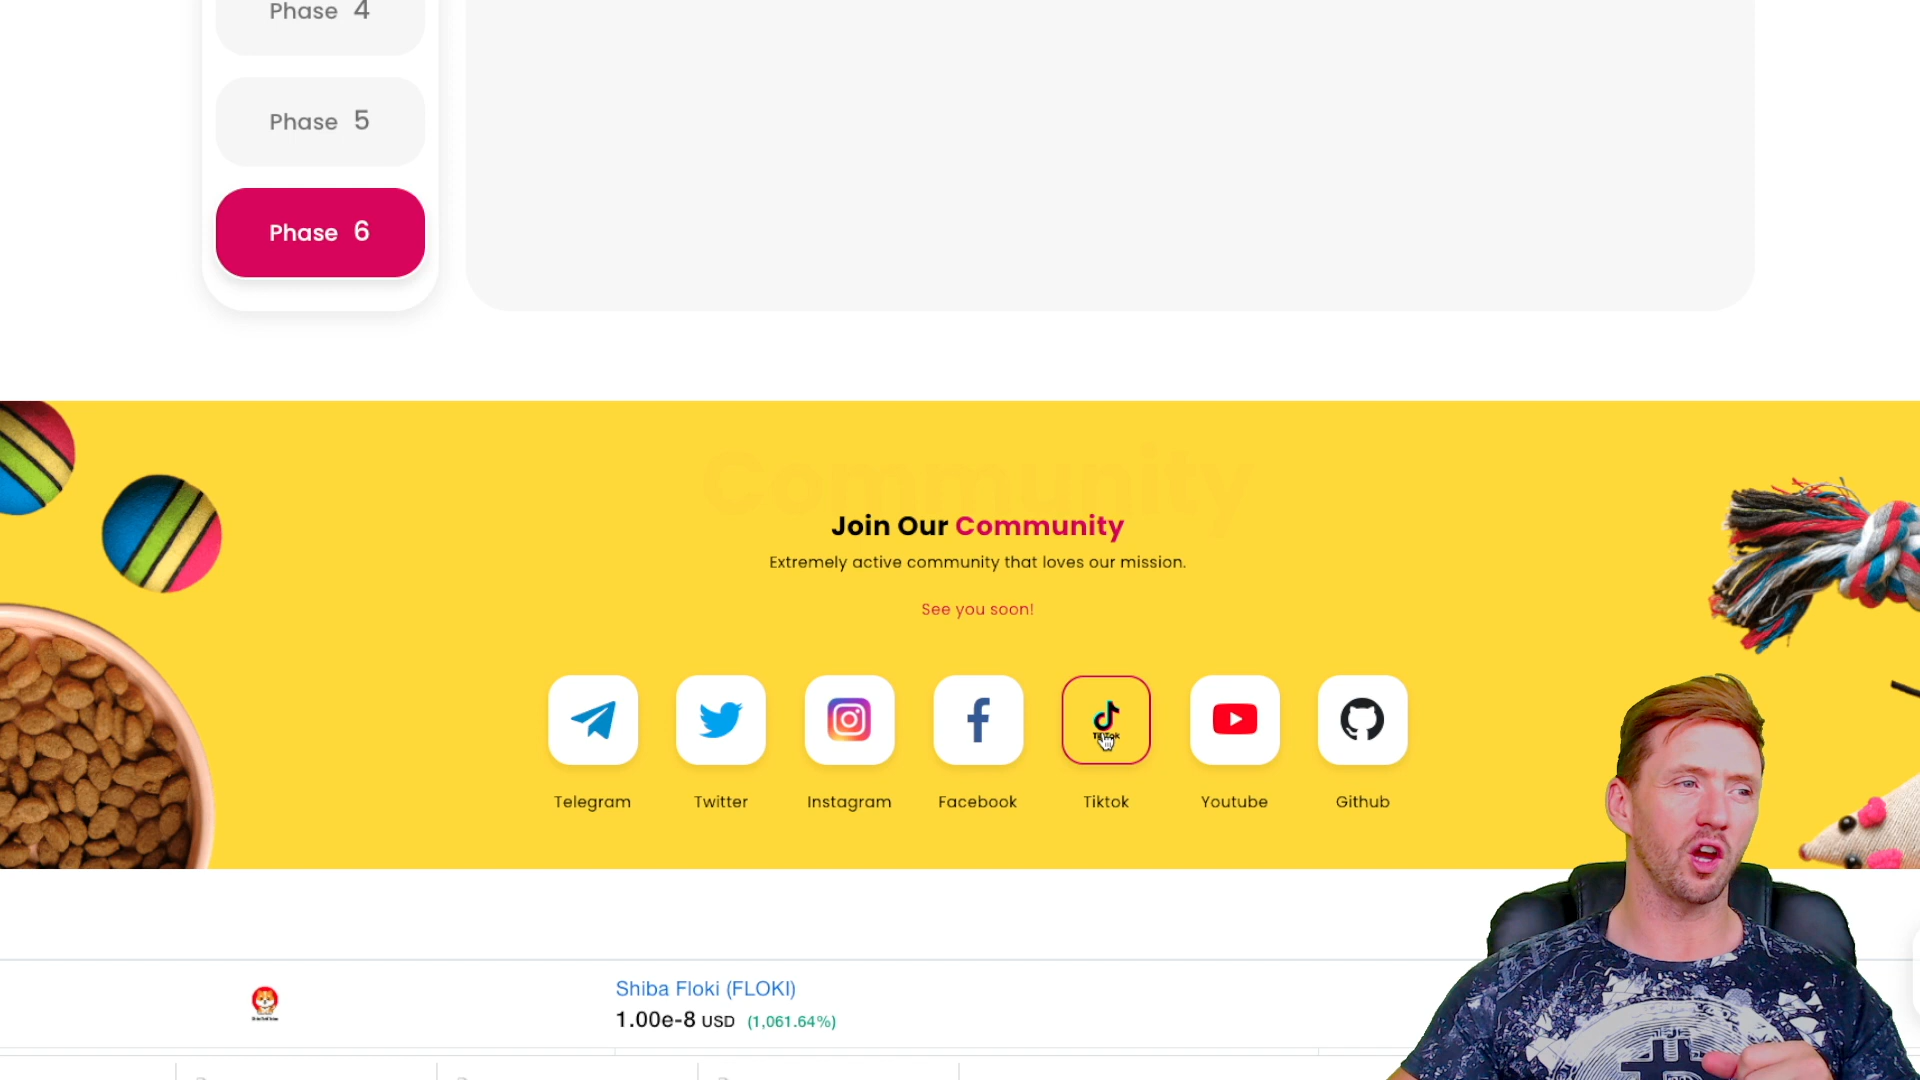 Phase 4
Phase 5
Phase 6
Community
Join Our Community
Extremely active community that loves our mission.
See you soon!
TikTok
Telegram
Twitter
Instagram
Facebook
Tiktok
Youtube
Github
Shiba Floki (FLOKI)
1.00e-8 USD (1,061.64%)